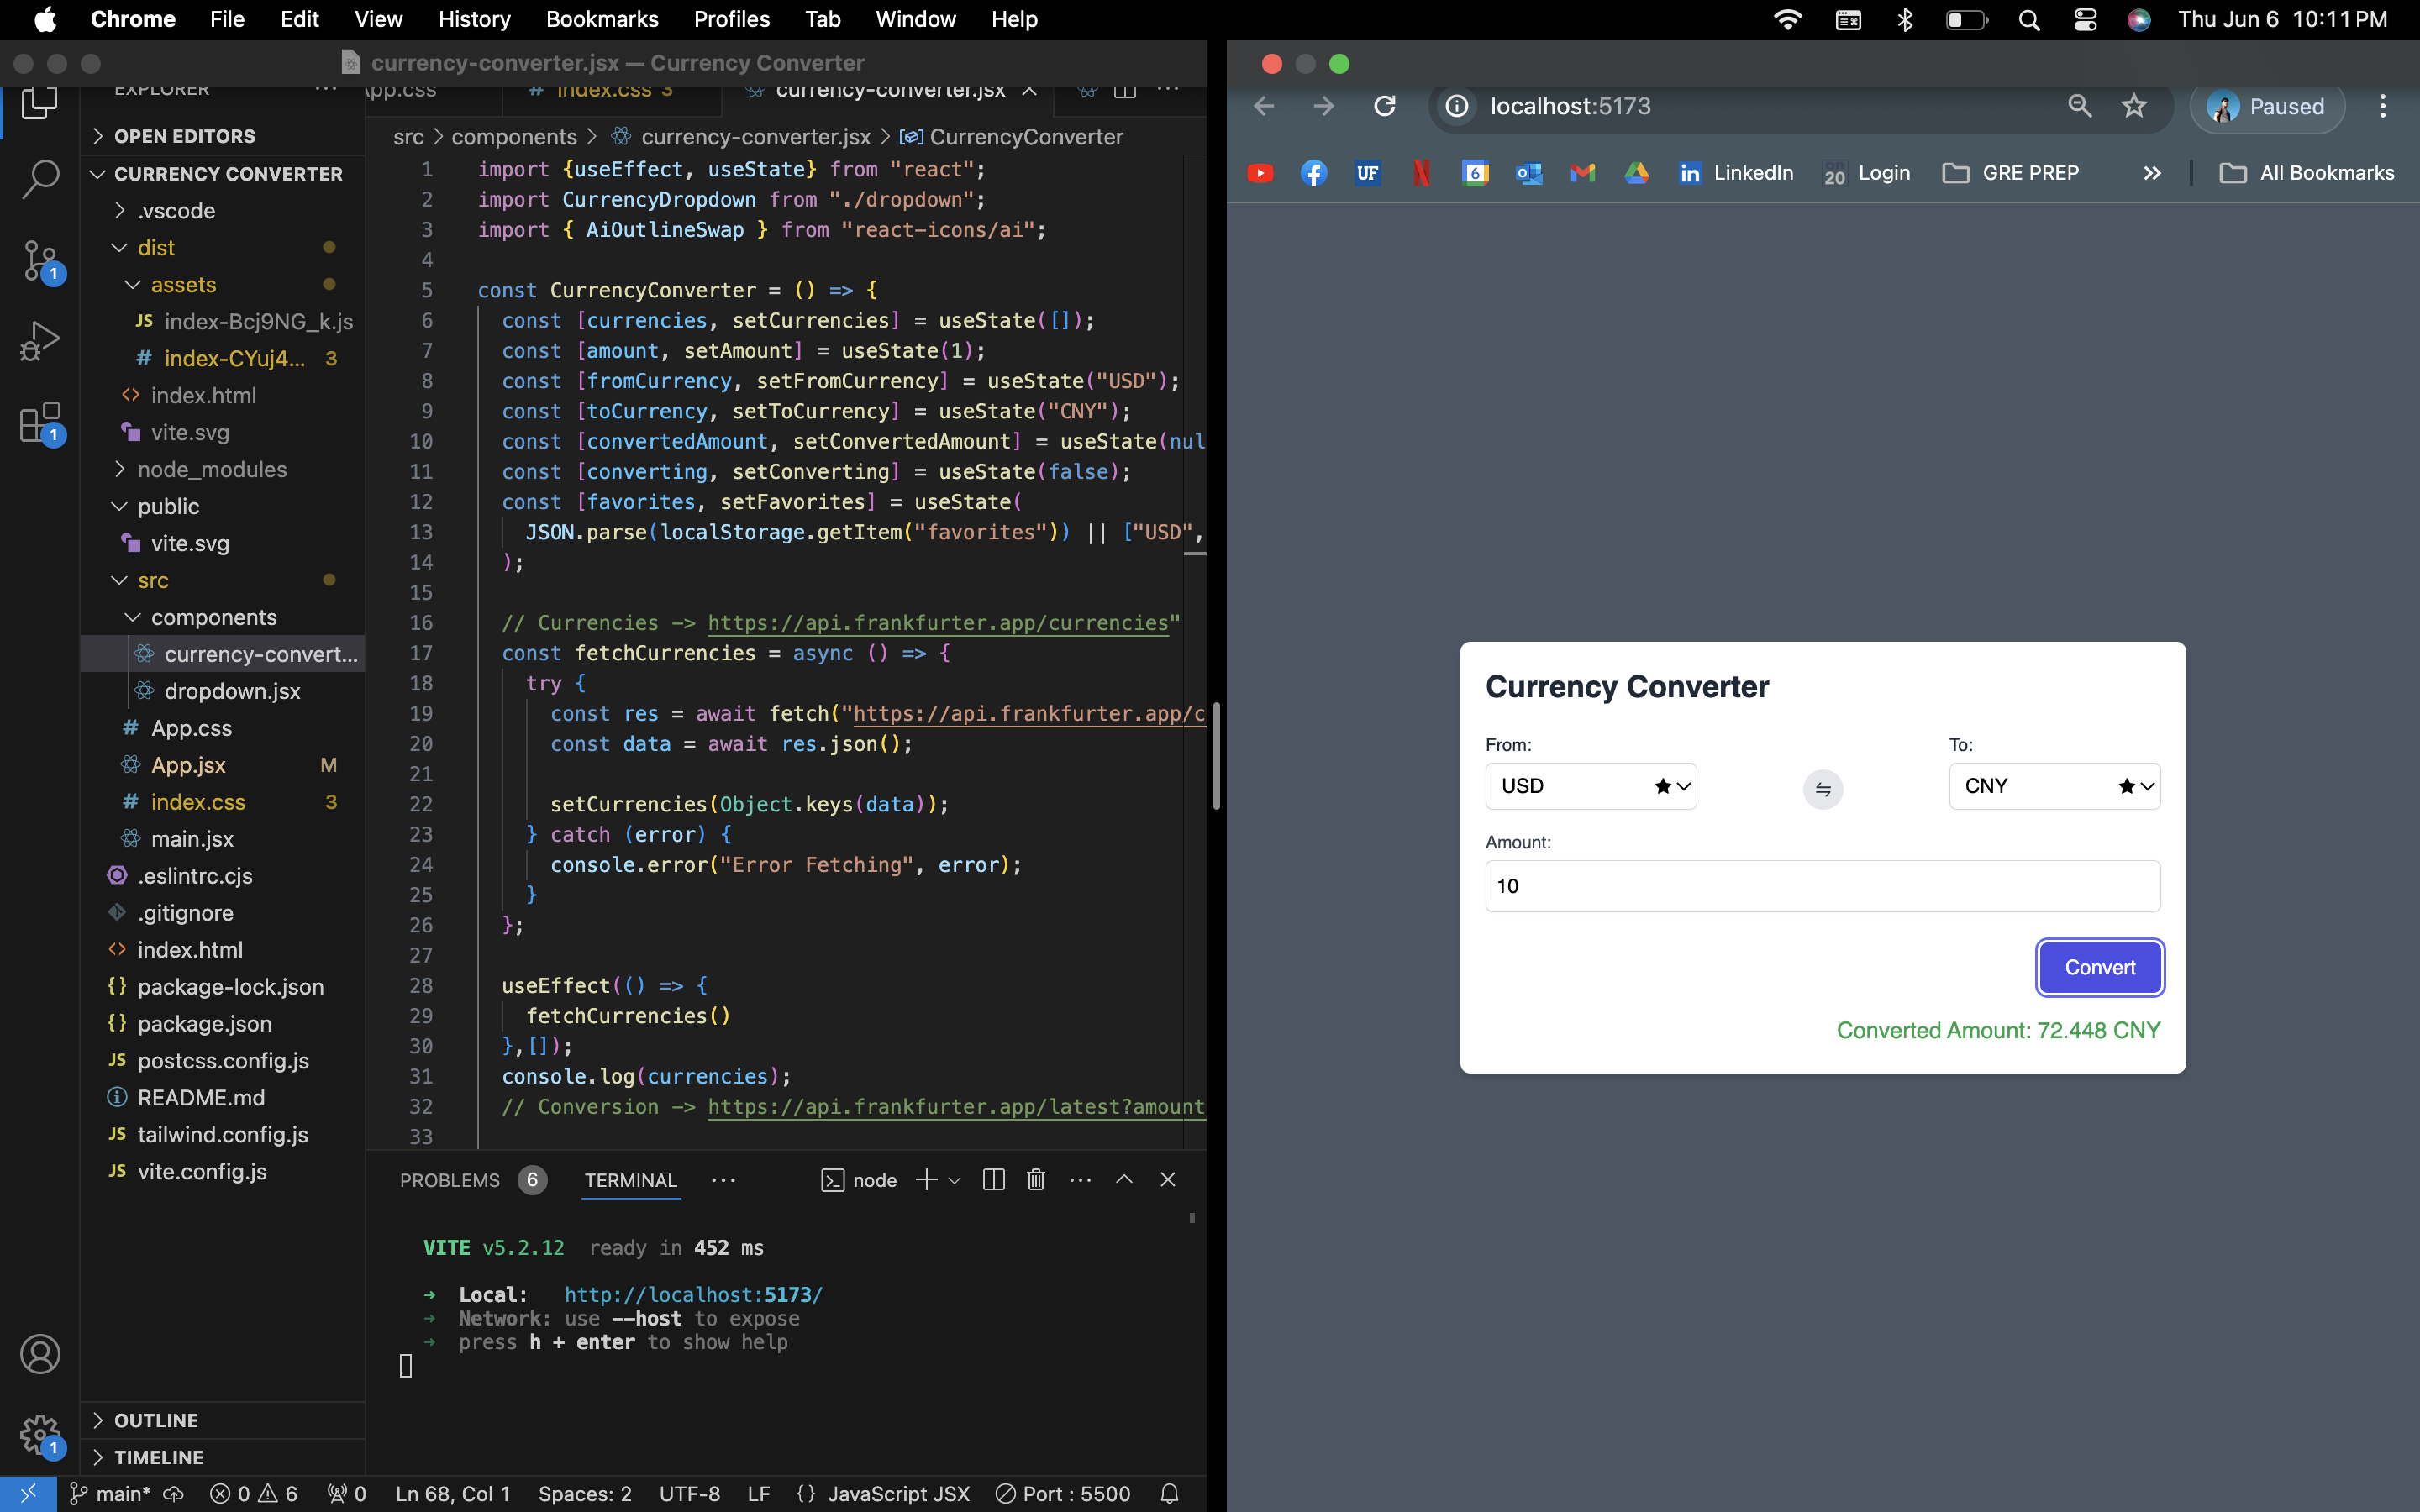 Chrome File Edit View History Bookmarks Profiles Tab Window Help Thu Jun 6 10:11 PM
currency-converter.jsx — Currency Converter
EXPLORER
App.css # index.css 3 currency-converter.jsx
OPEN EDITORS
src > components > currency-converter.jsx > CurrencyConverter
CURRENCY CONVERTER
.vscode
dist
assets
JS index-Bcj9NG_k.js
# index-CYuj4... 3
<> index.html
vite.svg
node_modules
public
vite.svg
src
components
currency-convert...
dropdown.jsx
# App.css
App.jsx M
# index.css 3
main.jsx
.eslintrc.cjs
.gitignore
<> index.html
{} package-lock.json
{} package.json
JS postcss.config.js
README.md
JS tailwind.config.js
JS vite.config.js
OUTLINE
TIMELINE
1
1
1
1 import {useEffect, useState} from "react";
2 import CurrencyDropdown from "./dropdown";
3 import { AiOutlineSwap } from "react-icons/ai";
4
5 const CurrencyConverter = () => {
6 const [currencies, setCurrencies] = useState([]);
7 const [amount, setAmount] = useState(1);
8 const [fromCurrency, setFromCurrency] = useState("USD");
9 const [toCurrency, setToCurrency] = useState("CNY");
10 const [convertedAmount, setConvertedAmount] = useState(nul
11 const [converting, setConverting] = useState(false);
12 const [favorites, setFavorites] = useState(
13 JSON.parse(localStorage.getItem("favorites")) || ["USD",
14 );
15
16 // Currencies -> https://api.frankfurter.app/currencies"
17 const fetchCurrencies = async () => {
18 try {
19 const res = await fetch("https://api.frankfurter.app/c
20 const data = await res.json();
21
22 setCurrencies(Object.keys(data));
23 } catch (error) {
24 console.error("Error Fetching", error);
25 }
26 };
27
28 useEffect(() => {
29 fetchCurrencies()
30 },[]);
31 console.log(currencies);
32 // Conversion -> https://api.frankfurter.app/latest?amount
33
PROBLEMS 6 TERMINAL ... node
VITE v5.2.12 ready in 452 ms
➜ Local: http://localhost:5173/
➜ Network: use --host to expose
➜ press h + enter to show help
main* 0 6 0 Ln 68, Col 1 Spaces: 2 UTF-8 LF {} JavaScript JSX Port : 5500
localhost:5173 Paused
UF N 6 in LinkedIn on 20 Login GRE PREP » All Bookmarks
Currency Converter
From: To:
USD CNY
Amount:
10
Convert
Converted Amount: 72.448 CNY